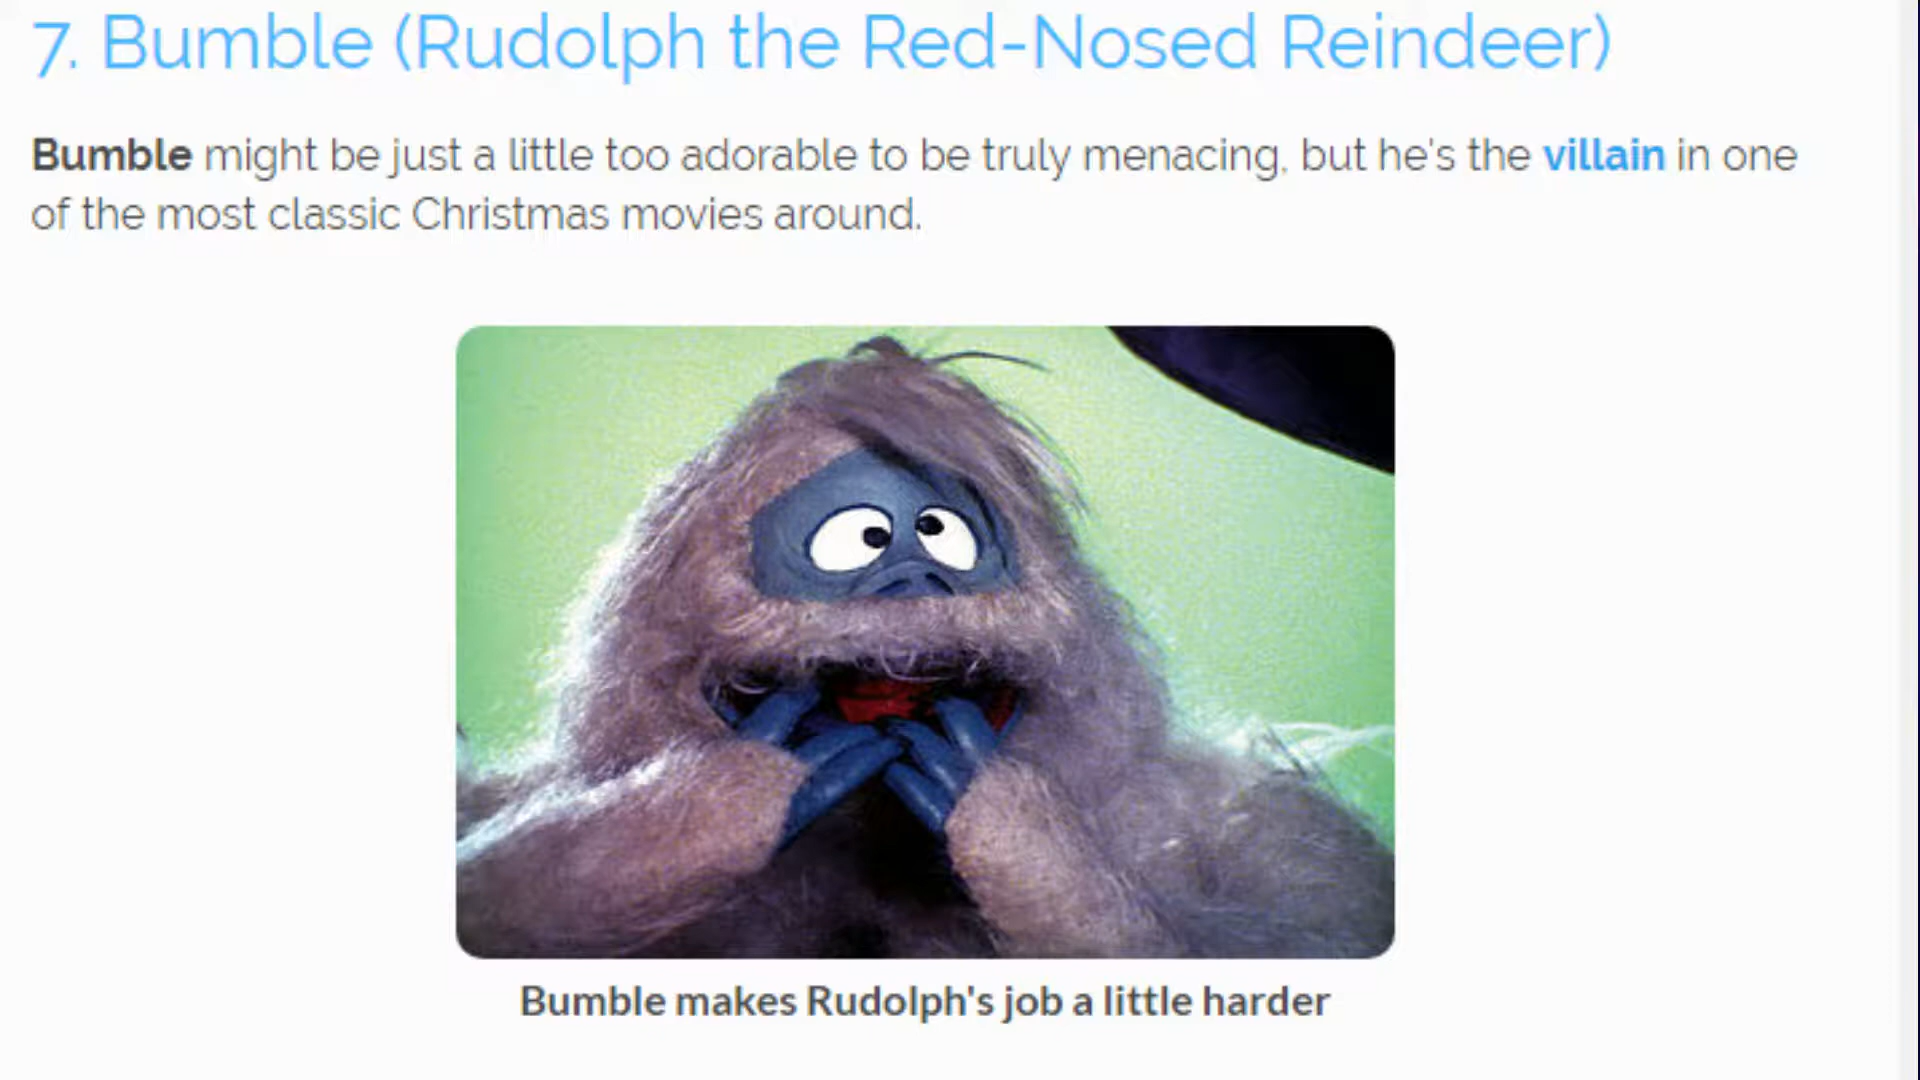 7. Bumble (Rudolph the Red-Nosed Reindeer)
Bumble might be just a little too adorable to be truly menacing, but he's the villain in one
of the most classic Christmas movies around.
Bumble makes Rudolph's job a little harder